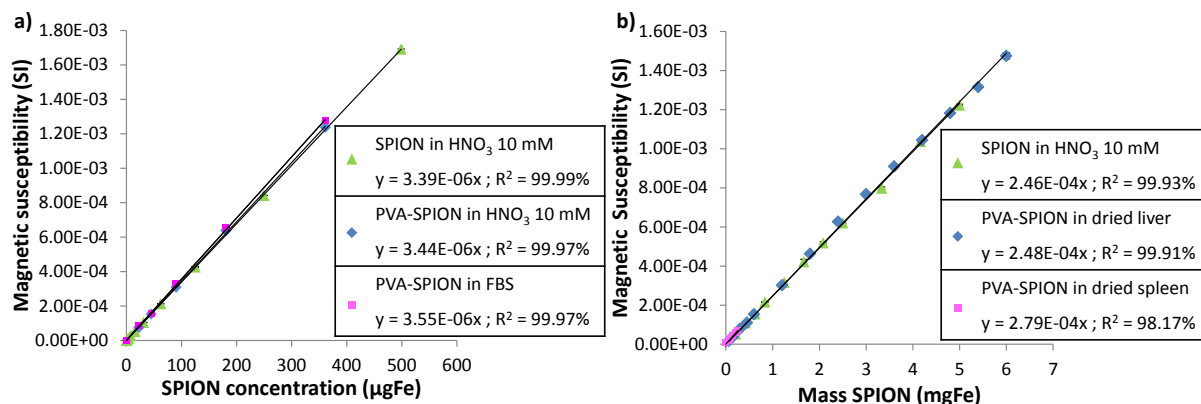 a)
Magnetic susceptibility (SI)
1.80E-03
1.60E-03
1.40E-03
1.20E-03
1.00E-03
8.00E-04
6.00E-04
4.00E-04
2.00E-04
0.00E+00
0 100 200 300 400 500 600
SPION concentration (µgFe)
SPION in HNO₃ 10 mM
y = 3.39E-06x ; R² = 99.99%
PVA-SPION in HNO₃ 10 mM
y = 3.44E-06x ; R² = 99.97%
PVA-SPION in FBS
y = 3.55E-06x ; R² = 99.97%
b)
Magnetic Susceptibility (SI)
1.60E-03
1.40E-03
1.20E-03
1.00E-03
8.00E-04
6.00E-04
4.00E-04
2.00E-04
0.00E+00
0 1 2 3 4 5 6 7
Mass SPION (mgFe)
SPION in HNO₃ 10 mM
y = 2.46E-04x ; R² = 99.93%
PVA-SPION in dried liver
y = 2.48E-04x ; R² = 99.91%
PVA-SPION in dried spleen
y = 2.79E-04x ; R² = 98.17%